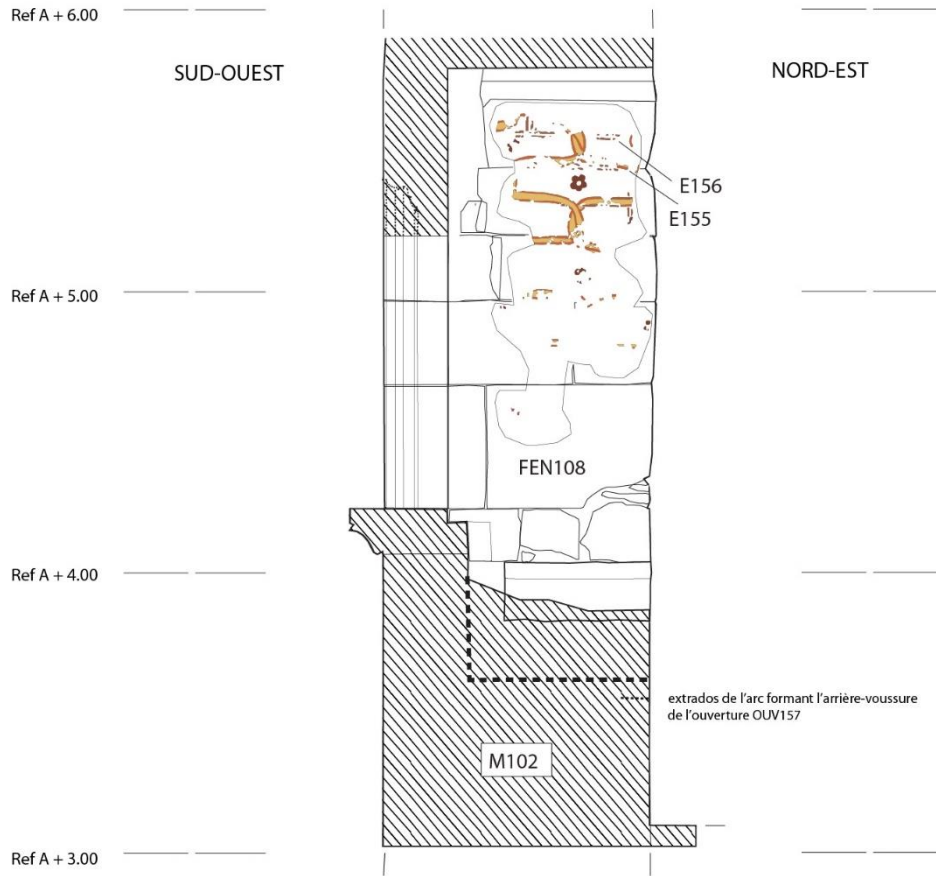 Ref A + 6.00
SUD-OUEST
NORD-EST
E156
E155
Ref A + 5.00
FEN108
Ref A + 4.00
extrados de l'arc formant l'arrière-voussure
de l'ouverture OUV157
M102
Ref A + 3.00